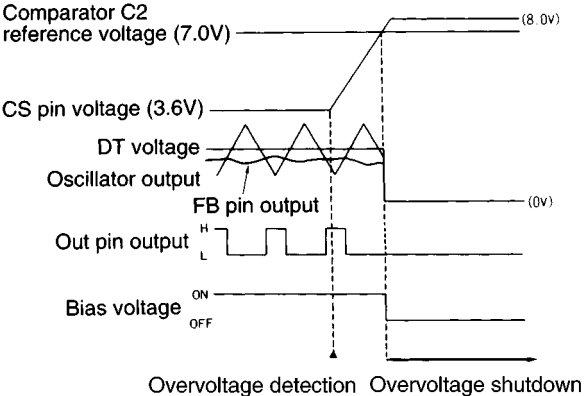 Comparator C2
reference voltage (7.0V)
(8.0V)
CS pin voltage (3.6V)
DT voltage
Oscillator output
FB pin output
(0V)
Out pin output
H
L
Bias voltage
ON
OFF
Overvoltage detection
Overvoltage shutdown